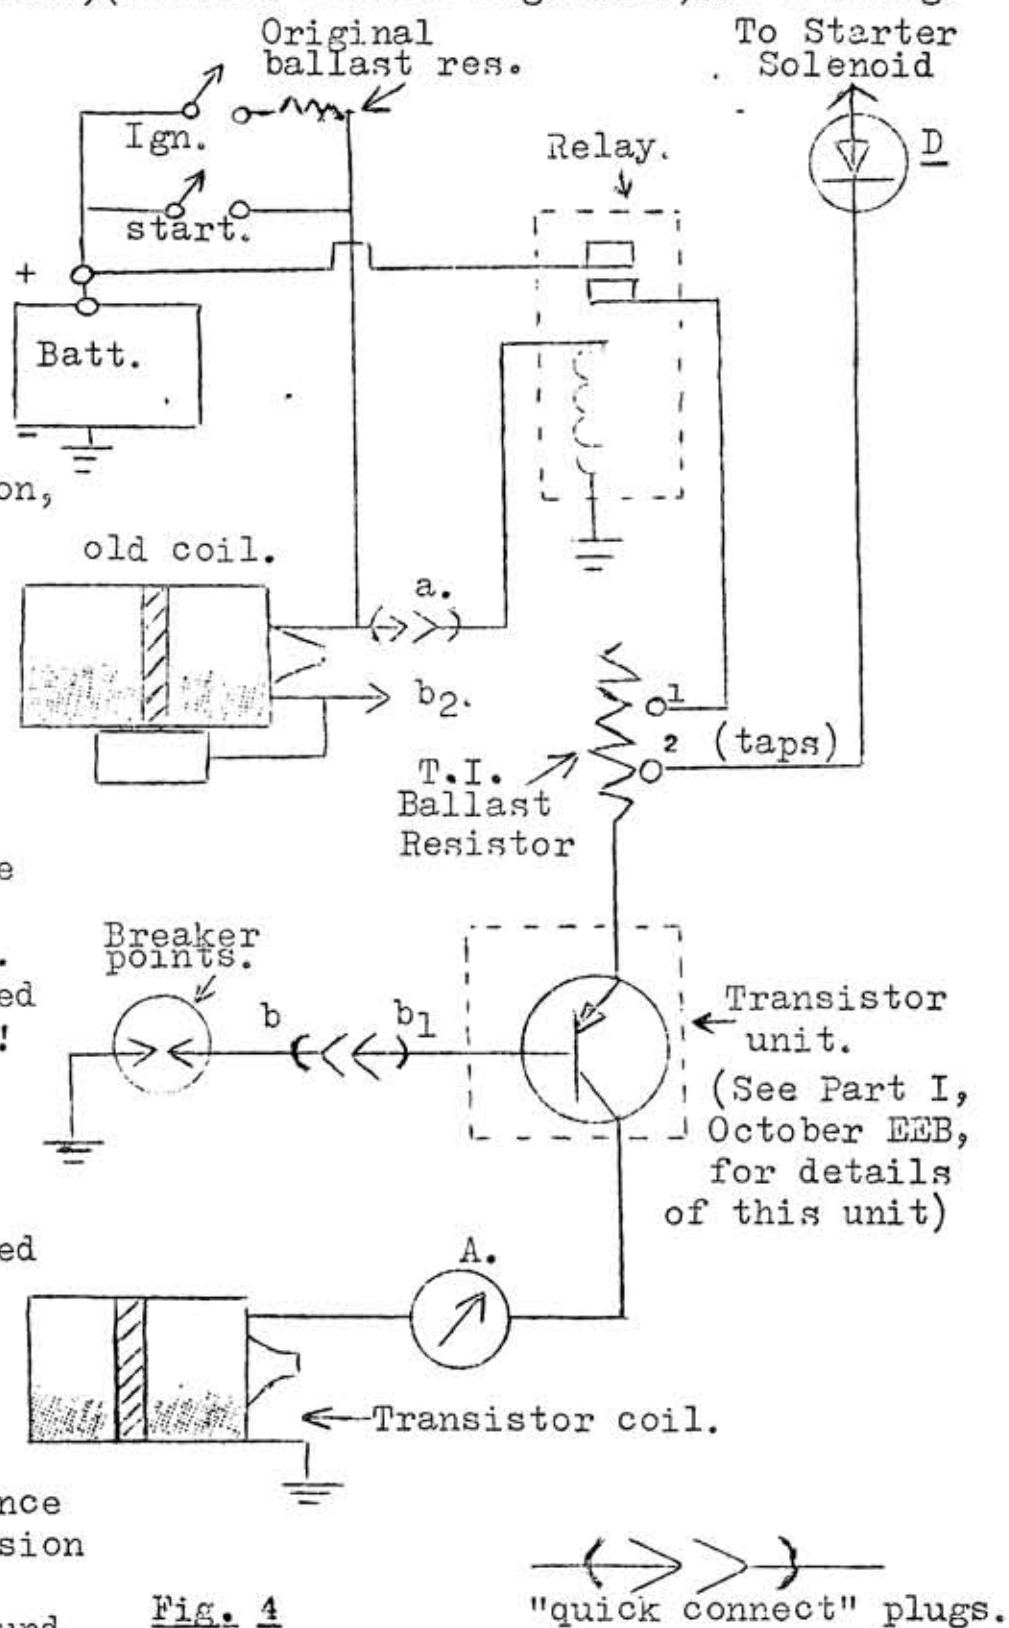 To Starter
Solenoid
Original
ballast res.
Ign.
D
Relay.
start.
+
Batt.
-
on,
old coil.
a.
b2.
1
2 (taps)
T.I.
Ballast
Resistor
e
Breaker
points.
.
ed
!
b
b1
Transistor
unit.
(See Part I,
October EEB,
for details
of this unit)
ed
A.
Transistor coil.
nce
sion
Fig. 4
"quick connect" plugs.